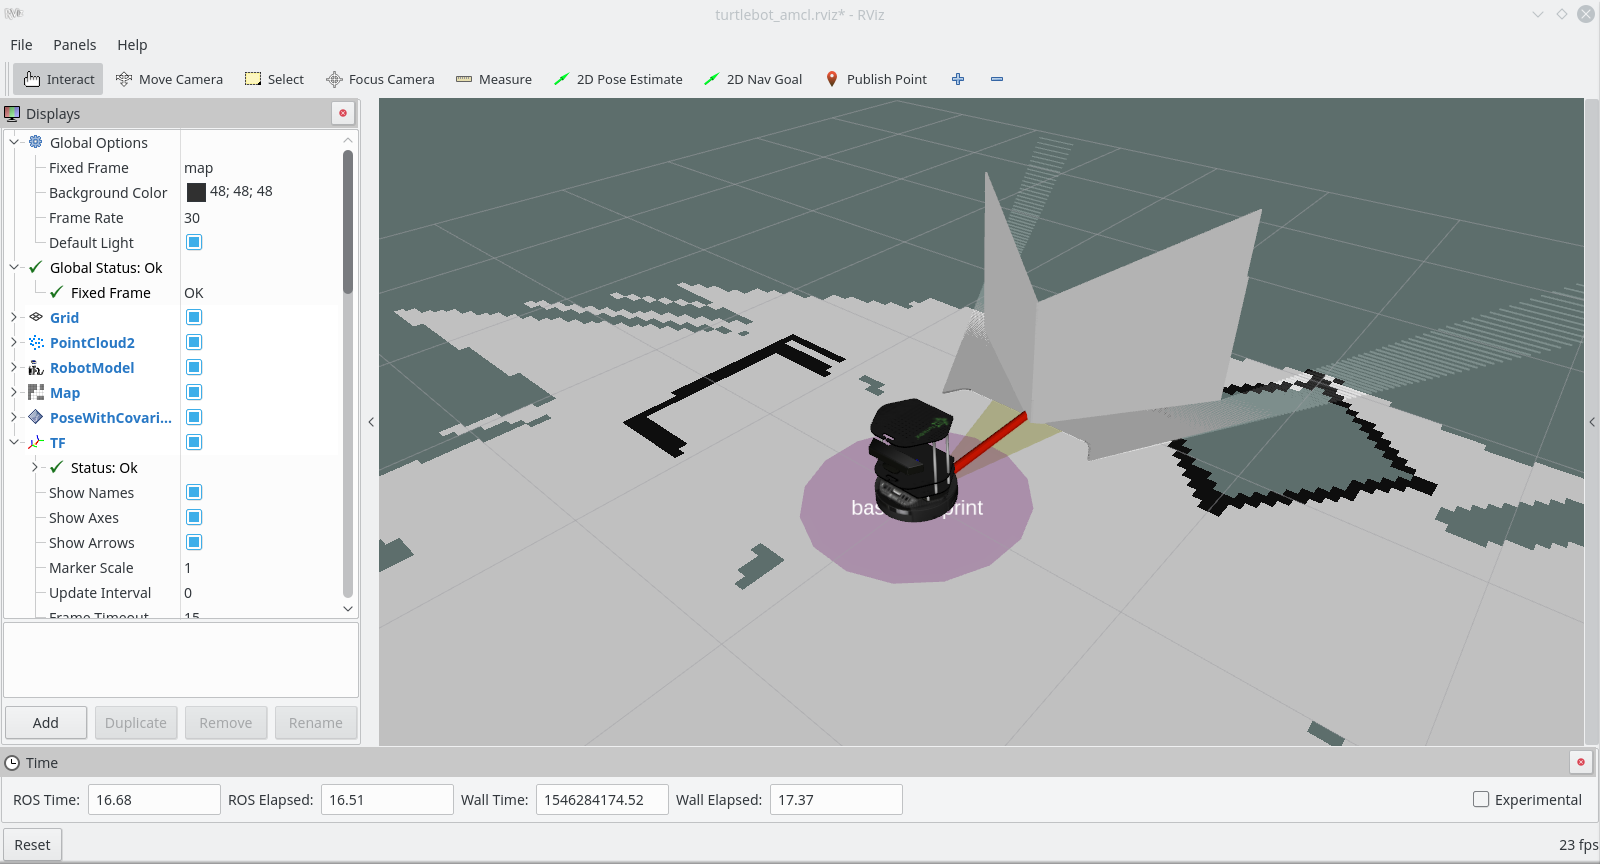 turtlebot_amcl.rviz* - RViz
File Panels Help
Interact Move Camera Select Focus Camera Measure 2D Pose Estimate 2D Nav Goal Publish Point
Displays
Global Options
Fixed Frame map
Background Color 48; 48; 48
Frame Rate 30
Default Light
Global Status: Ok
Fixed Frame OK
Grid
PointCloud2
RobotModel
Map
PoseWithCovari...
TF
Status: Ok
Show Names
Show Axes
Show Arrows
Marker Scale 1
Update Interval 0
Frame Timeout 15
bas print
Add Duplicate Remove Rename
Time
ROS Time: 16.68 ROS Elapsed: 16.51 Wall Time: 1546284174.52 Wall Elapsed: 17.37 Experimental
Reset 23 fps